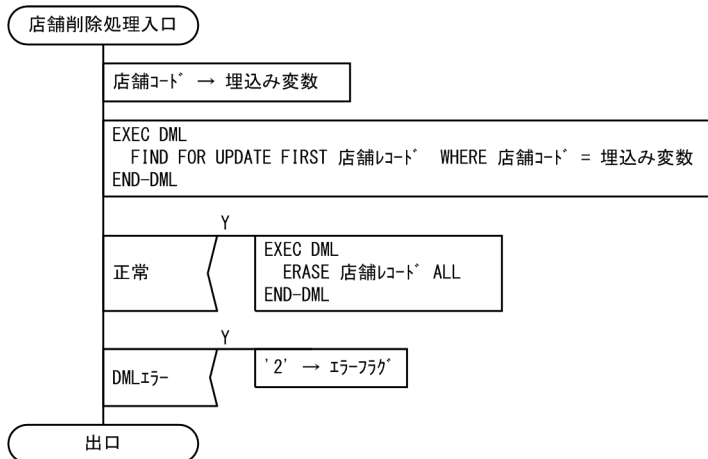 店舗削除処理入口
店舗ｺｰﾄﾞ → 埋込み変数
EXEC DML
FIND FOR UPDATE FIRST 店舗ﾚｺｰﾄﾞ WHERE 店舗ｺｰﾄﾞ = 埋込み変数
END-DML
Y
正常
EXEC DML
ERASE 店舗ﾚｺｰﾄﾞ ALL
END-DML
Y
DMLｴﾗｰ
'2' → ｴﾗｰﾌﾗｸﾞ
出口